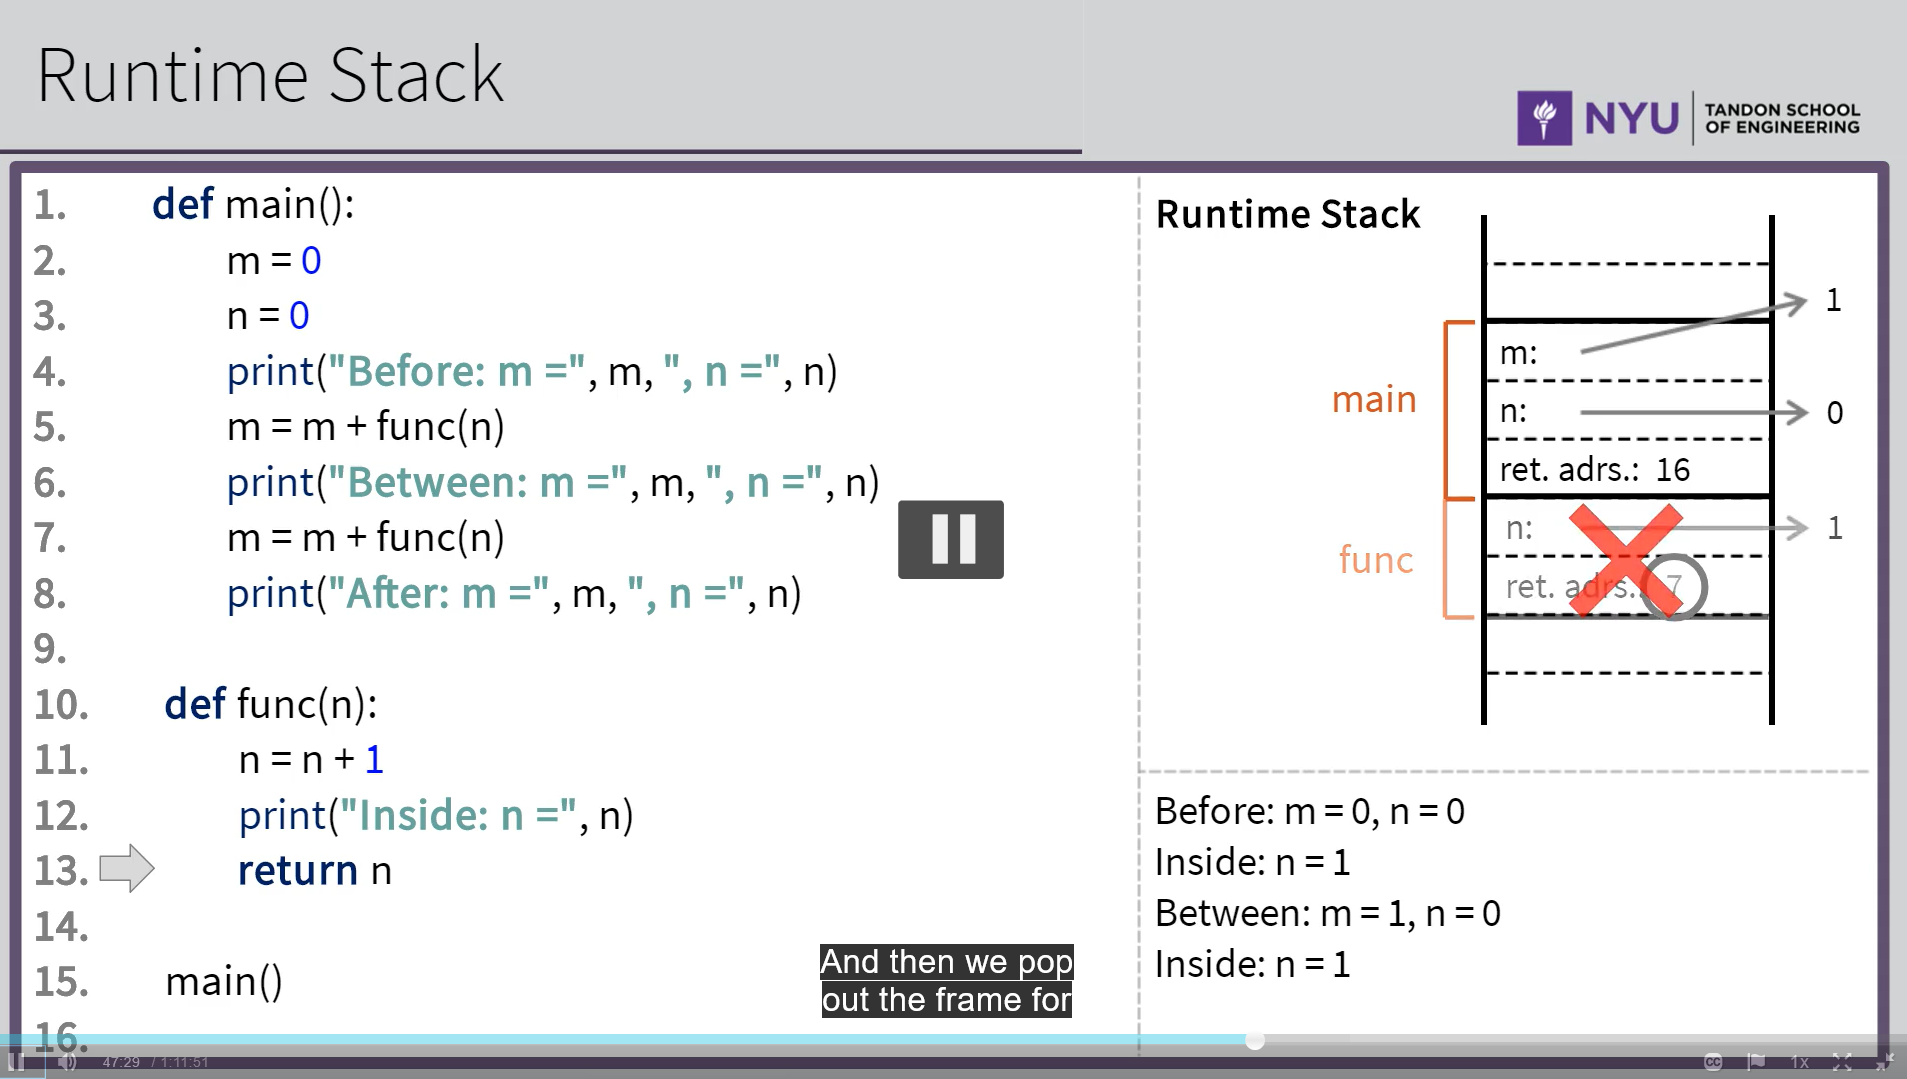 Runtime Stack
NYU
TANDON SCHOOL
OF ENGINEERING
1. def main():
2. m = 0
3. n = 0
4. print("Before: m =", m, ", n =", n)
5. m = m + func(n)
6. print("Between: m =", m, ", n =", n)
7. m = m + func(n)
8. print("After: m =", m, ", n =", n)
9.
10. def func(n):
11. n = n + 1
12. print("Inside: n =", n)
13. return n
14.
15. main()
16.
Runtime Stack
1
m:
main
n: 0
ret. adrs.: 16
n: 1
func
ret. adrs.: 7
Before: m = 0, n = 0
Inside: n = 1
Between: m = 1, n = 0
Inside: n = 1
And then we pop
out the frame for
47:29 / 1:11:51
CC
1x